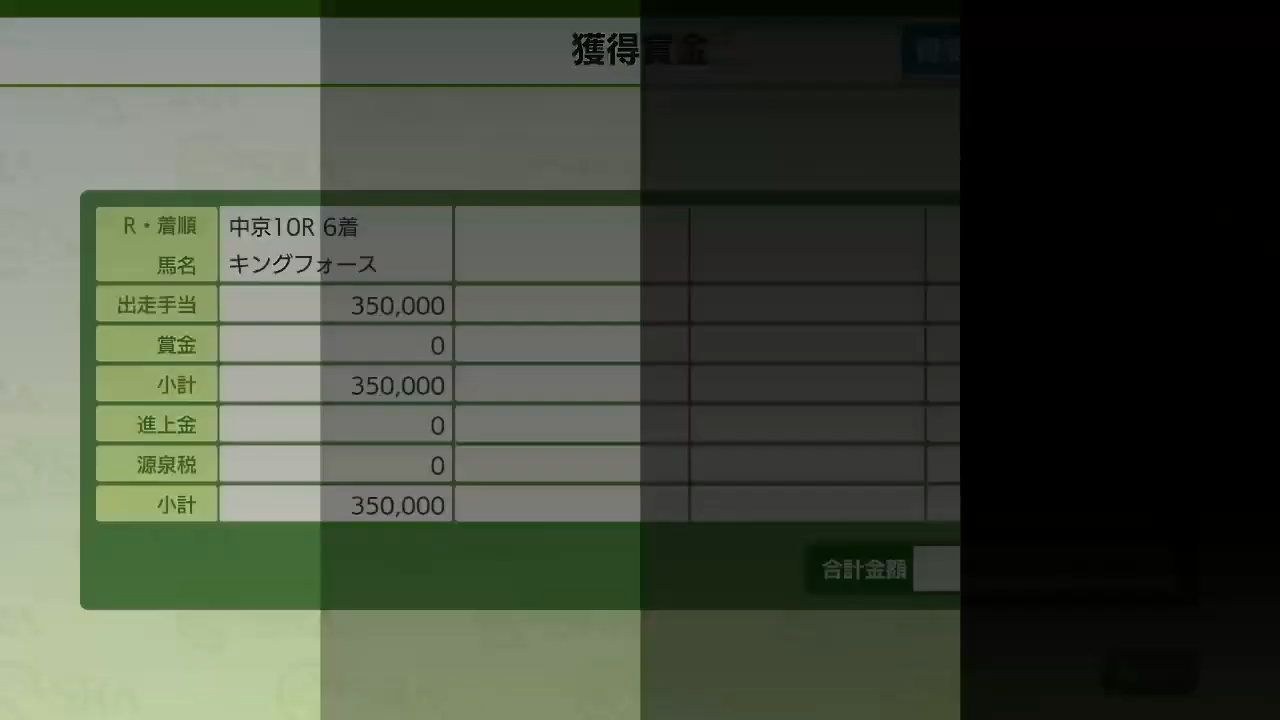 獲得賞金
R・着順 中京10R 6着
馬名 キングフォース
出走手当 350,000
賞金 0
小計 350,000
進上金 0
源泉税 0
小計 350,000
合計金額